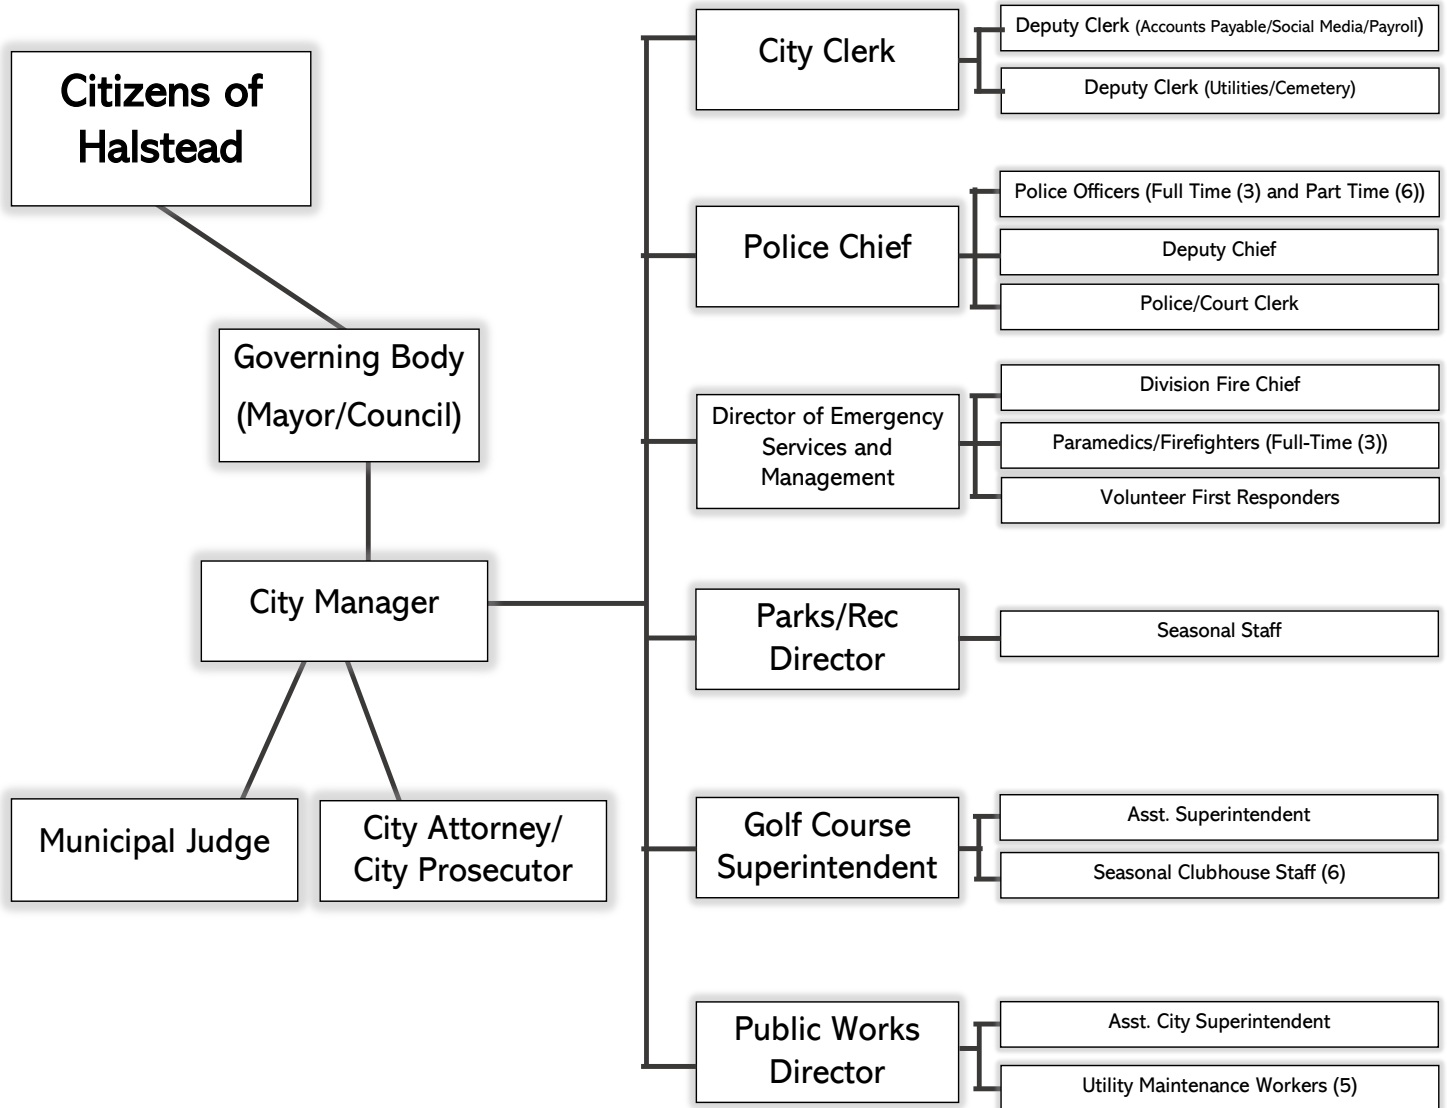 Citizens of
Halstead
Governing Body
(Mayor/Council)
City Manager
Municipal Judge
City Attorney/
City Prosecutor
City Clerk
Deputy Clerk (Accounts Payable/Social Media/Payroll)
Deputy Clerk (Utilities/Cemetery)
Police Chief
Police Officers (Full Time (3) and Part Time (6))
Deputy Chief
Police/Court Clerk
Director of Emergency
Services and
Management
Division Fire Chief
Paramedics/Firefighters (Full-Time (3))
Volunteer First Responders
Parks/Rec
Director
Seasonal Staff
Golf Course
Superintendent
Asst. Superintendent
Seasonal Clubhouse Staff (6)
Public Works
Director
Asst. City Superintendent
Utility Maintenance Workers (5)